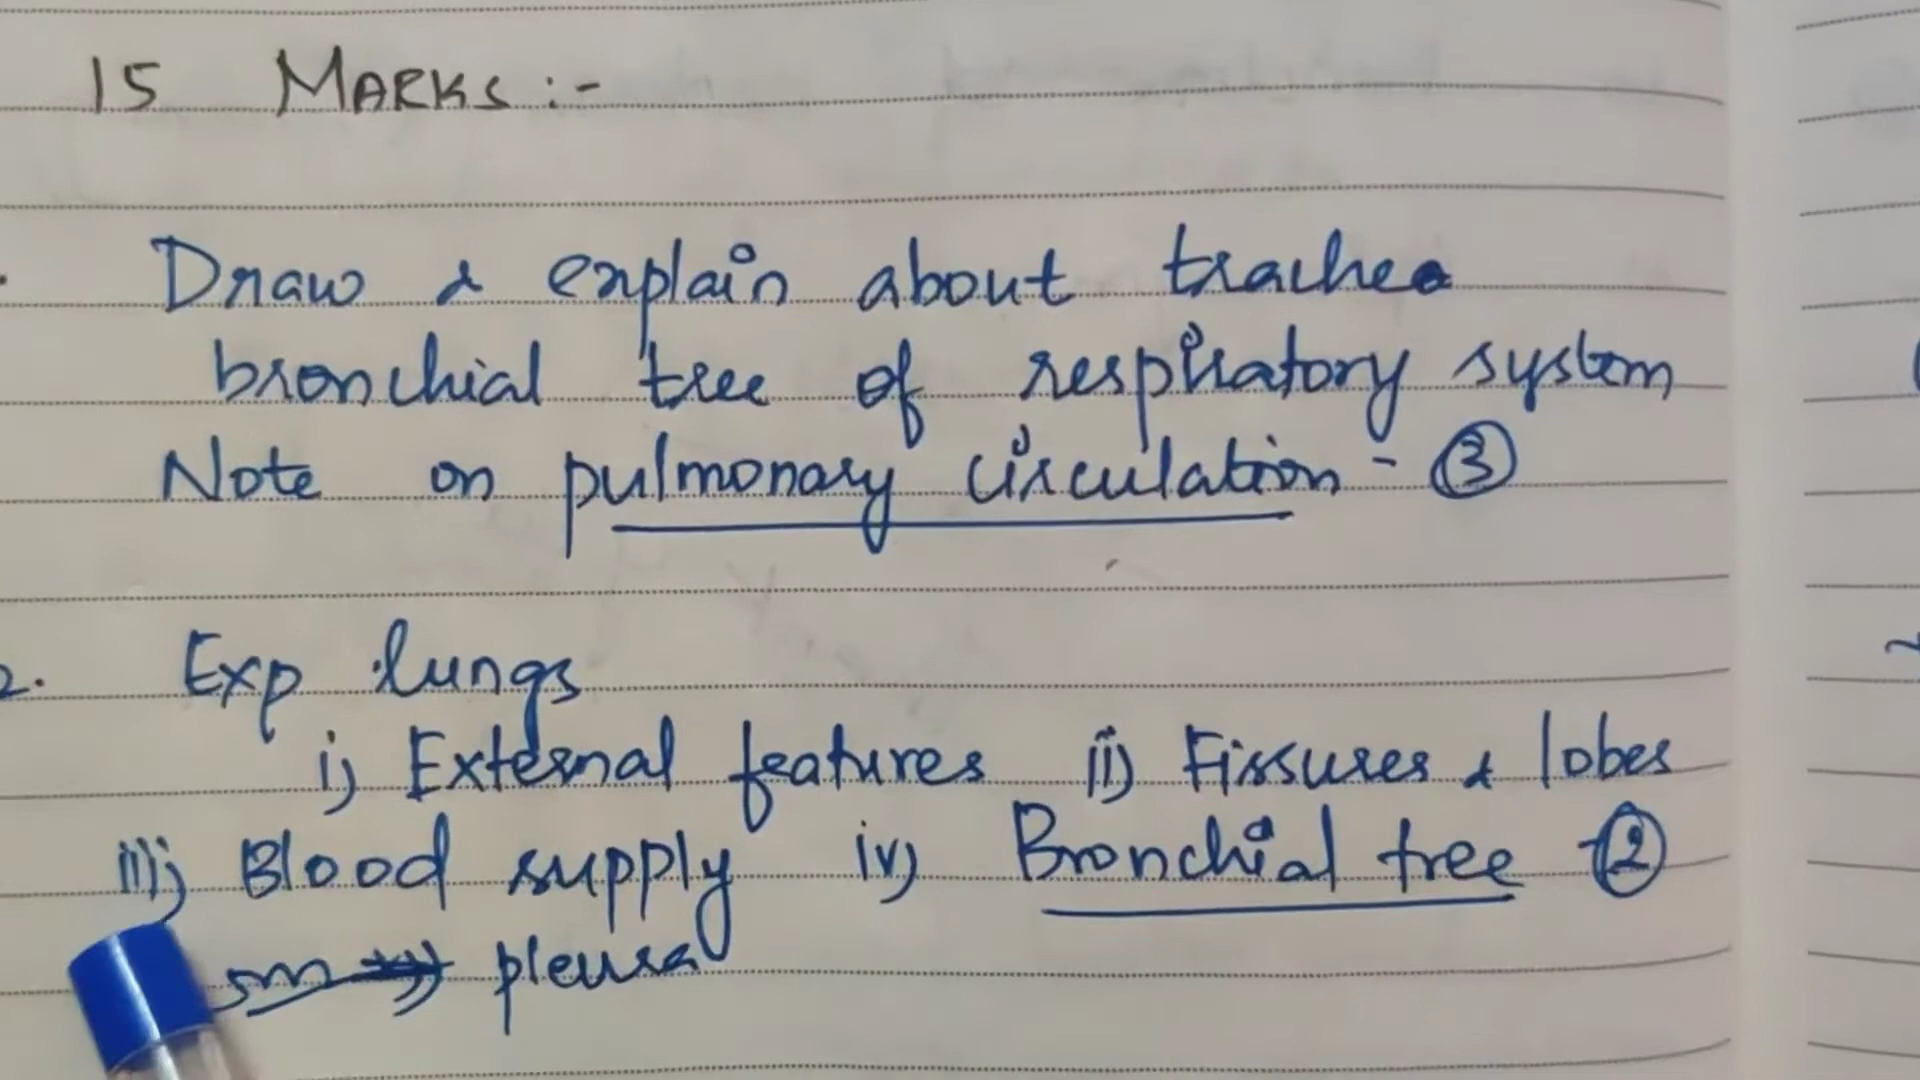 15 MARKS :-
Draw & explain about trachea
bronchial tree of respiratory system
Note on pulmonary circulation - 3
2. Exp lungs
i) External features ii) Fissures & lobes
iii) Blood supply iv) Bronchial tree - 2
pleura